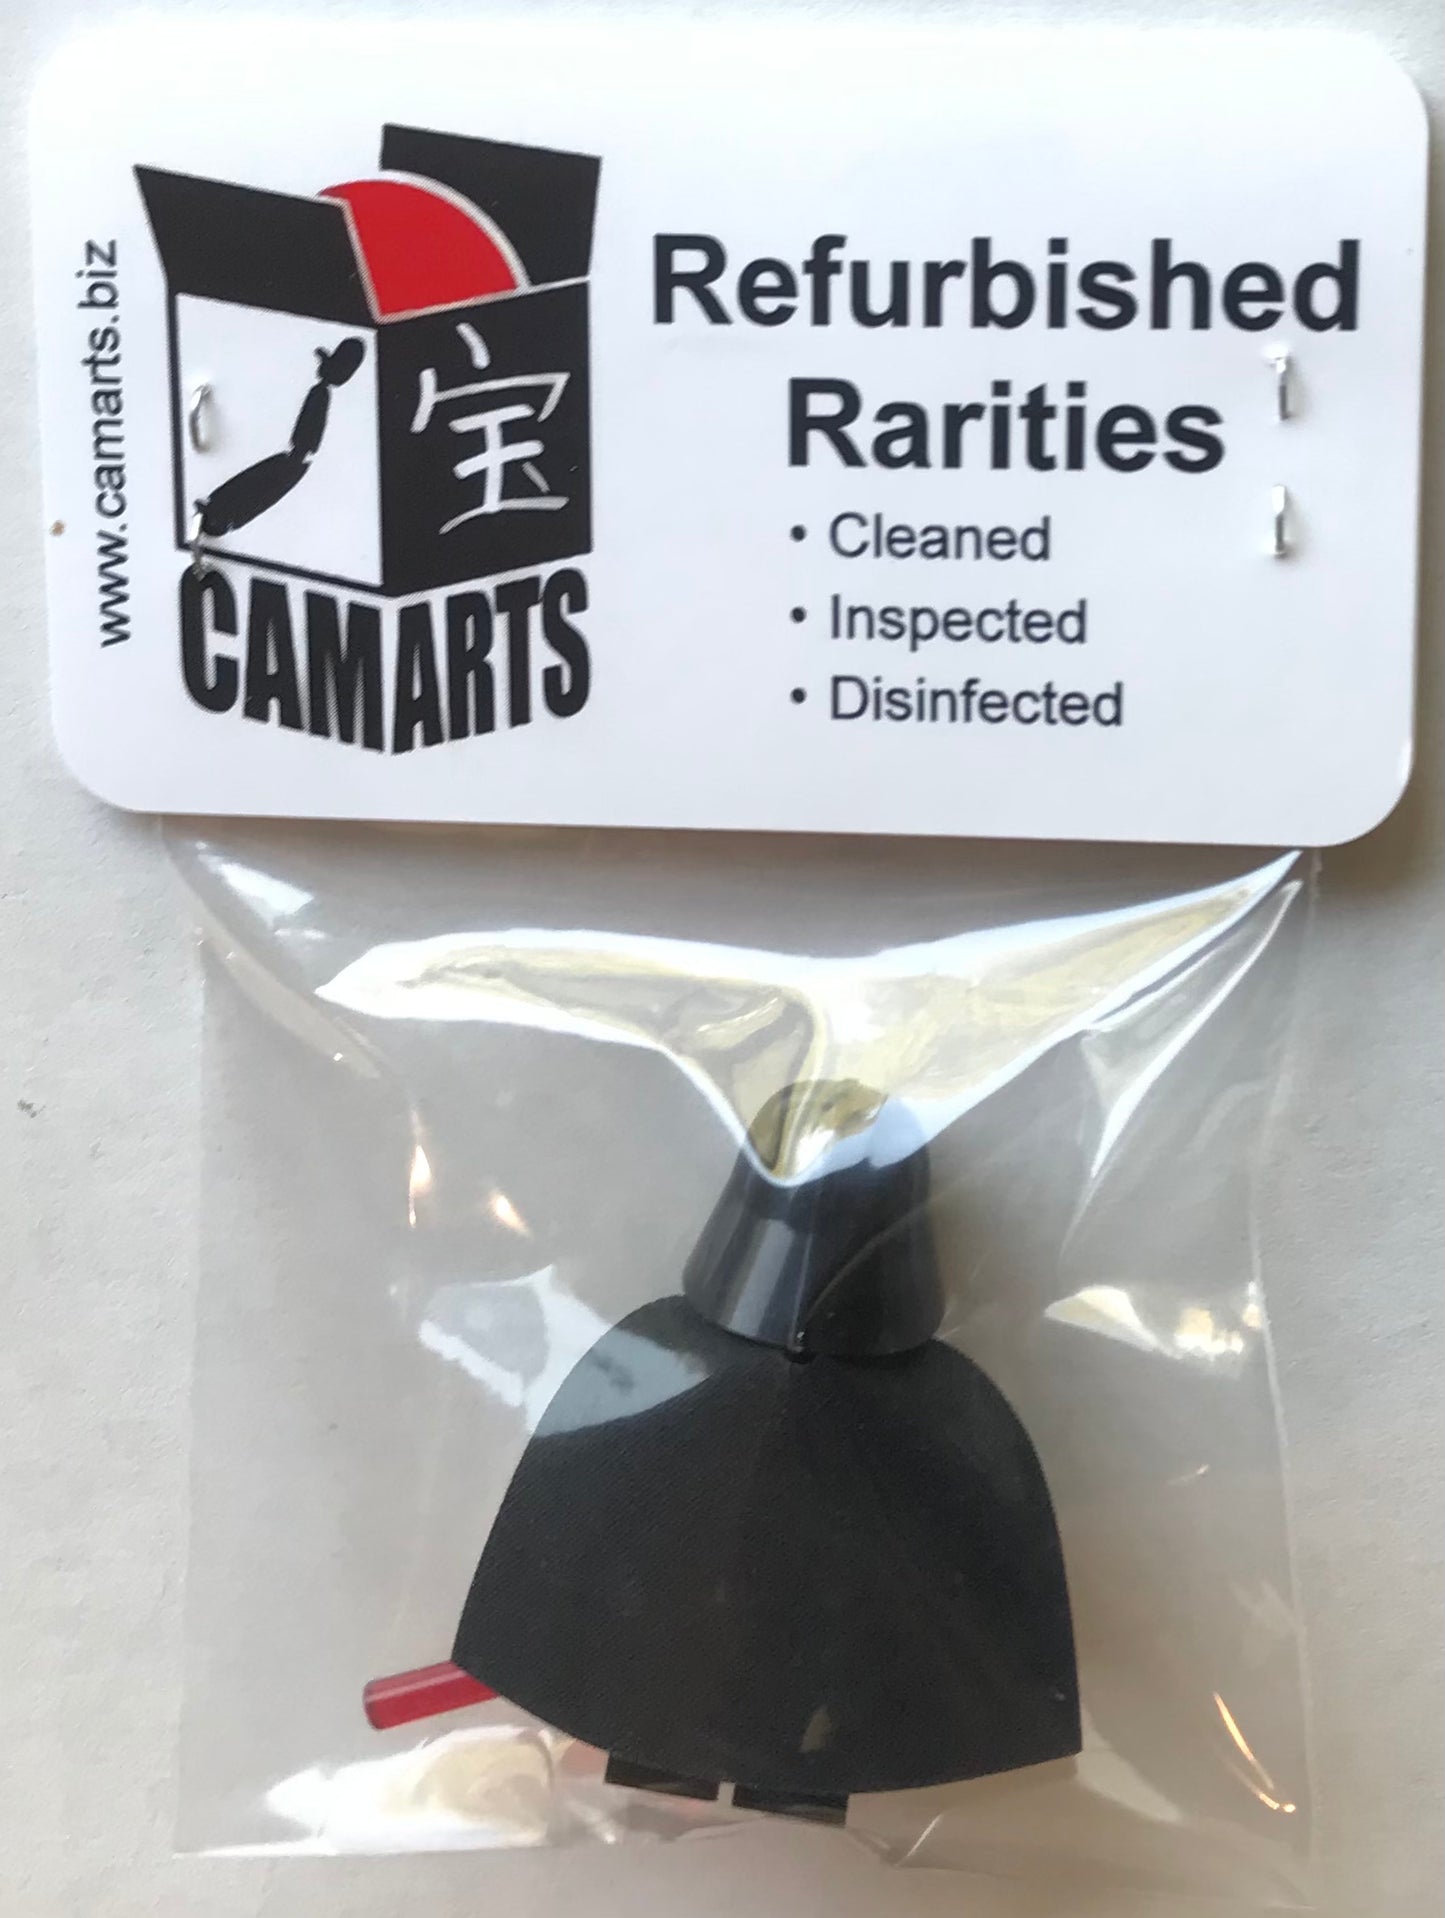 www.camarts.biz
宝
CAMARTS
Refurbished
Rarities
• Cleaned
• Inspected
• Disinfected